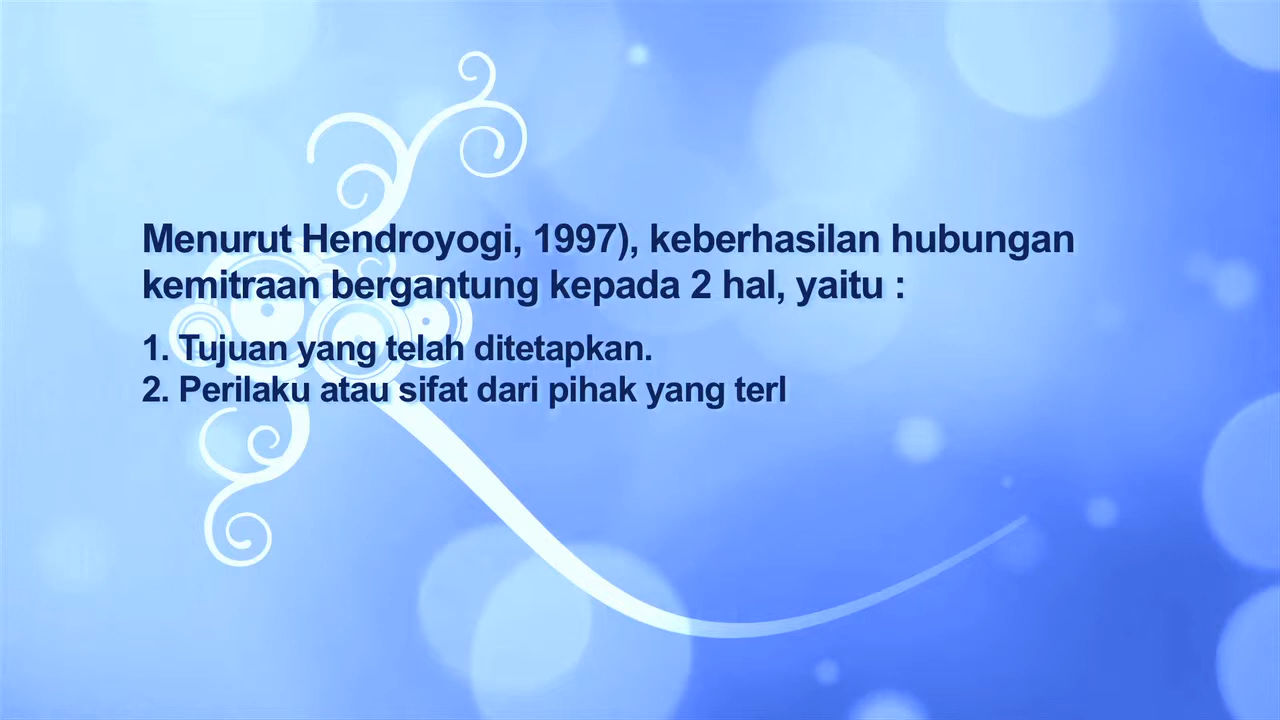 Menurut Hendroyogi, 1997), keberhasilan hubungan
kemitraan bergantung kepada 2 hal, yaitu :
1. Tujuan yang telah ditetapkan.
2. Perilaku atau sifat dari pihak yang terl